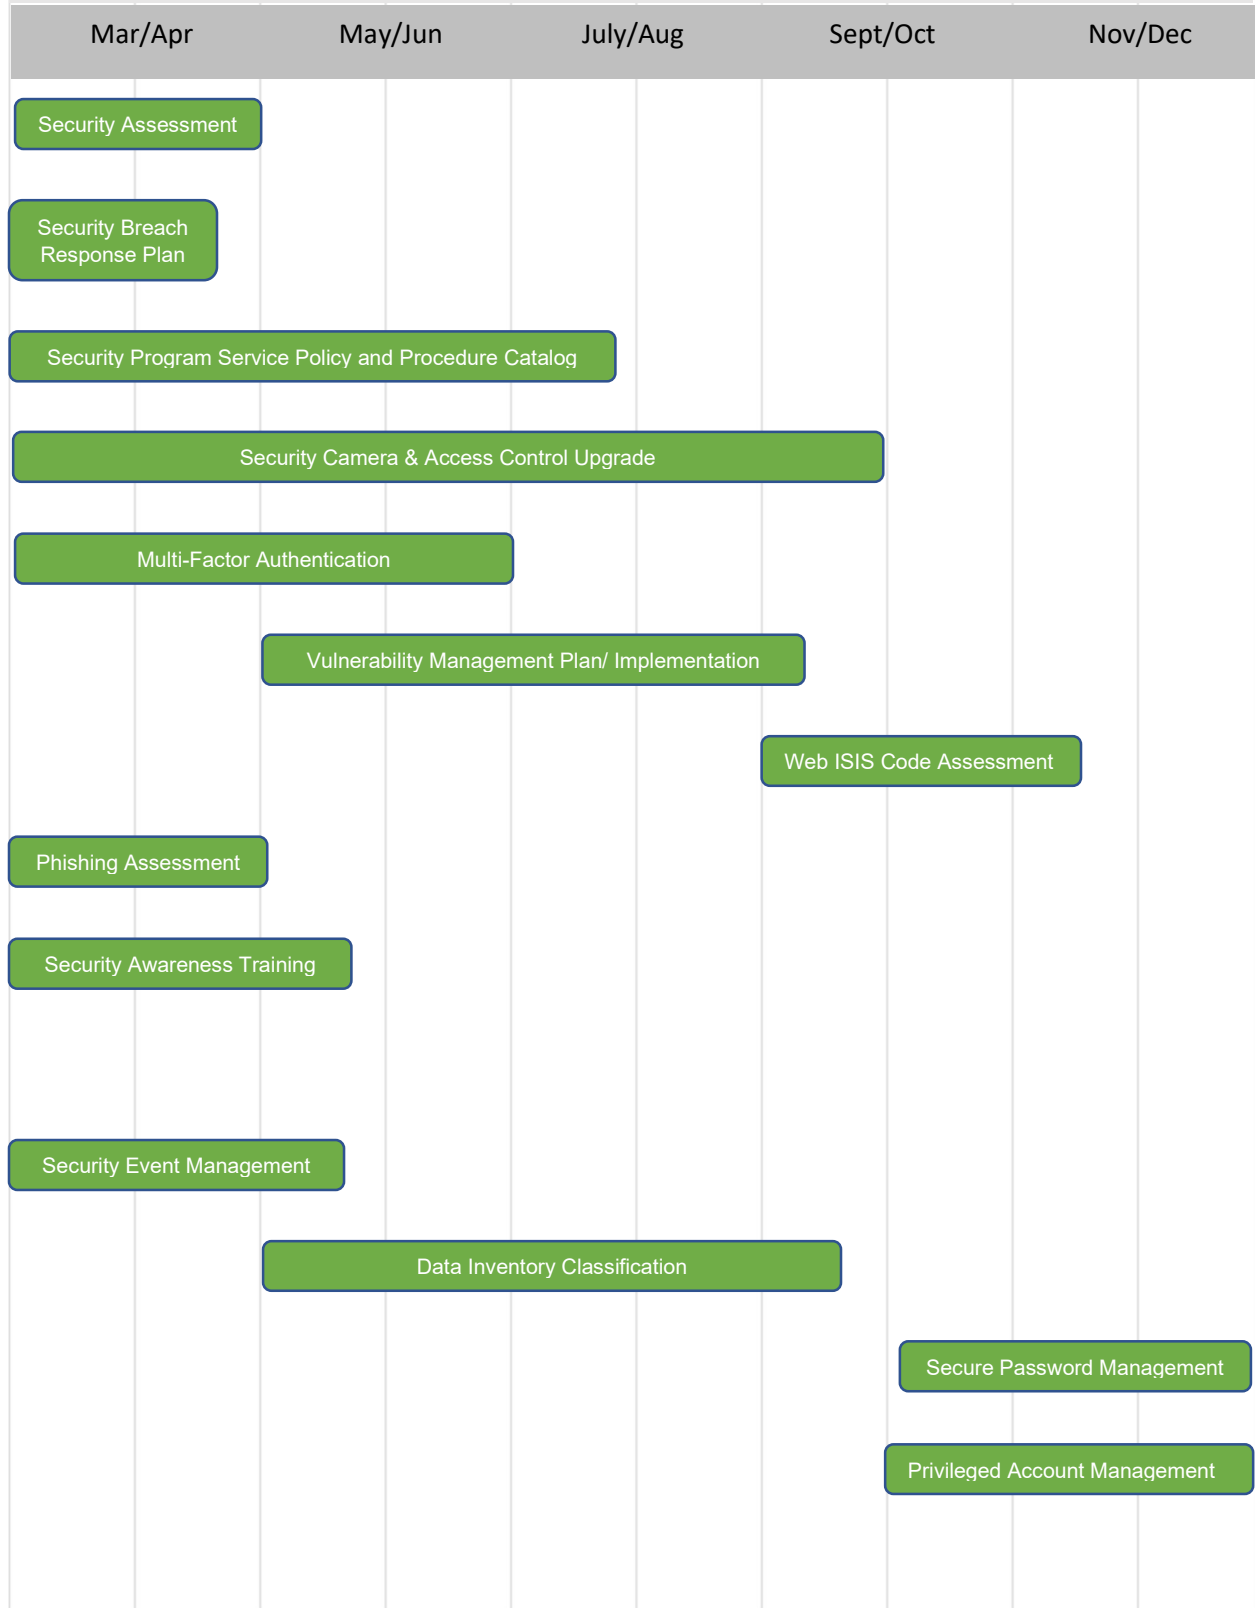 Mar/Apr May/Jun July/Aug Sept/Oct Nov/Dec
Security Assessment
Security Breach
Response Plan
Security Program Service Policy and Procedure Catalog
Security Camera & Access Control Upgrade
Multi-Factor Authentication
Vulnerability Management Plan/ Implementation
Web ISIS Code Assessment
Phishing Assessment
Security Awareness Training
Security Event Management
Data Inventory Classification
Secure Password Management
Privileged Account Management